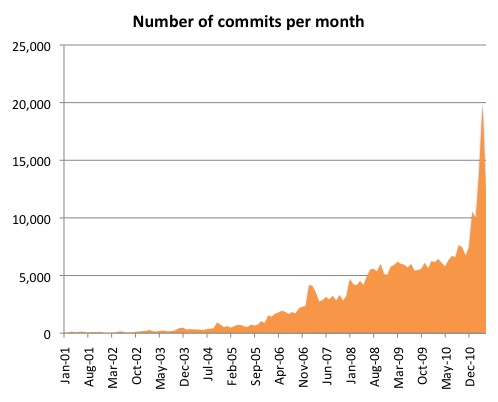 Number of commits per month
25,000
20,000
15,000
10,000
5,000
0
Jan-01
Aug-01
Mar-02
Oct-02
May-03
Dec-03
Jul-04
Feb-05
Sep-05
Apr-06
Nov-06
Jun-07
Jan-08
Aug-08
Mar-09
Oct-09
May-10
Dec-10